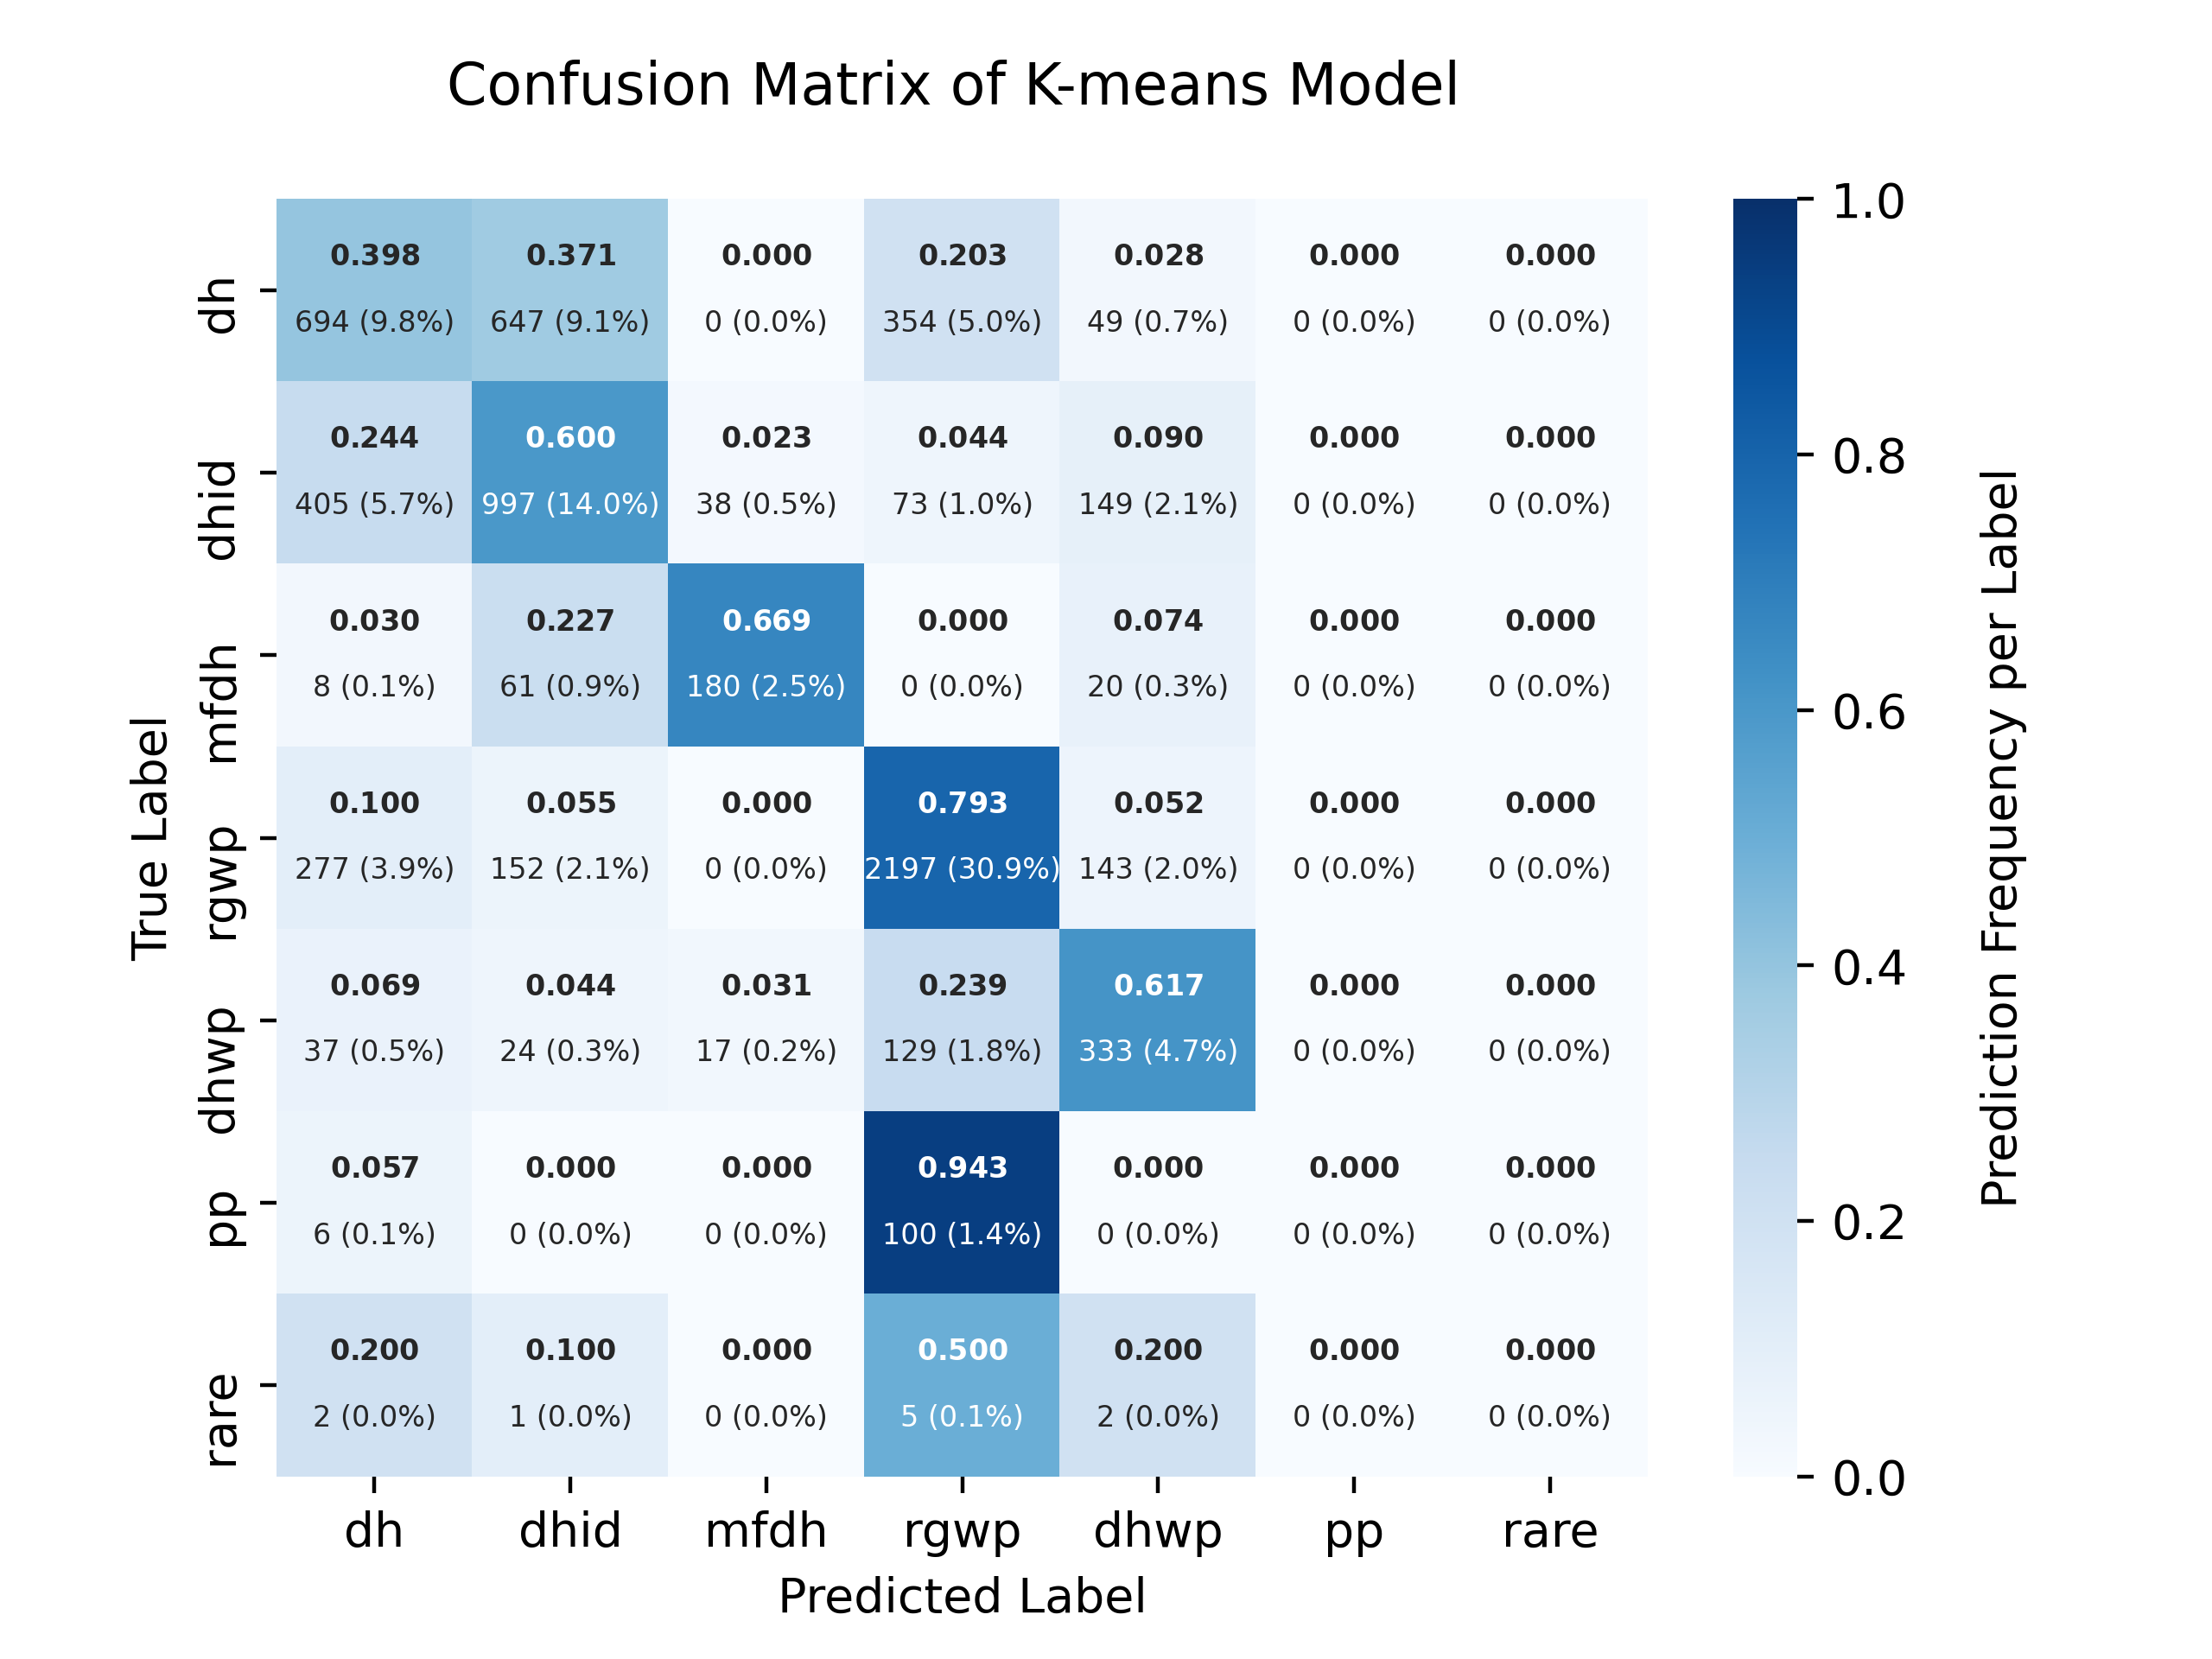 Confusion Matrix of K-means Model
0.398 0.371 0.000 0.203 0.028 0.000 0.000
dh
694 (9.8%) 647 (9.1%) 0 (0.0%) 354 (5.0%) 49 (0.7%) 0 (0.0%) 0 (0.0%)
0.244 0.600 0.023 0.044 0.090 0.000 0.000
dhid
405 (5.7%) 997 (14.0%) 38 (0.5%) 73 (1.0%) 149 (2.1%) 0 (0.0%) 0 (0.0%)
0.030 0.227 0.669 0.000 0.074 0.000 0.000
mfdh
8 (0.1%) 61 (0.9%) 180 (2.5%) 0 (0.0%) 20 (0.3%) 0 (0.0%) 0 (0.0%)
0.100 0.055 0.000 0.793 0.052 0.000 0.000
rgwp
277 (3.9%) 152 (2.1%) 0 (0.0%) 2197 (30.9%) 143 (2.0%) 0 (0.0%) 0 (0.0%)
0.069 0.044 0.031 0.239 0.617 0.000 0.000
dhwp
37 (0.5%) 24 (0.3%) 17 (0.2%) 129 (1.8%) 333 (4.7%) 0 (0.0%) 0 (0.0%)
0.057 0.000 0.000 0.943 0.000 0.000 0.000
pp
6 (0.1%) 0 (0.0%) 0 (0.0%) 100 (1.4%) 0 (0.0%) 0 (0.0%) 0 (0.0%)
0.200 0.100 0.000 0.500 0.200 0.000 0.000
rare
2 (0.0%) 1 (0.0%) 0 (0.0%) 5 (0.1%) 2 (0.0%) 0 (0.0%) 0 (0.0%)
True Label
dh dhid mfdh rgwp dhwp pp rare
Predicted Label
1.0
0.8
0.6
0.4
0.2
0.0
Prediction Frequency per Label